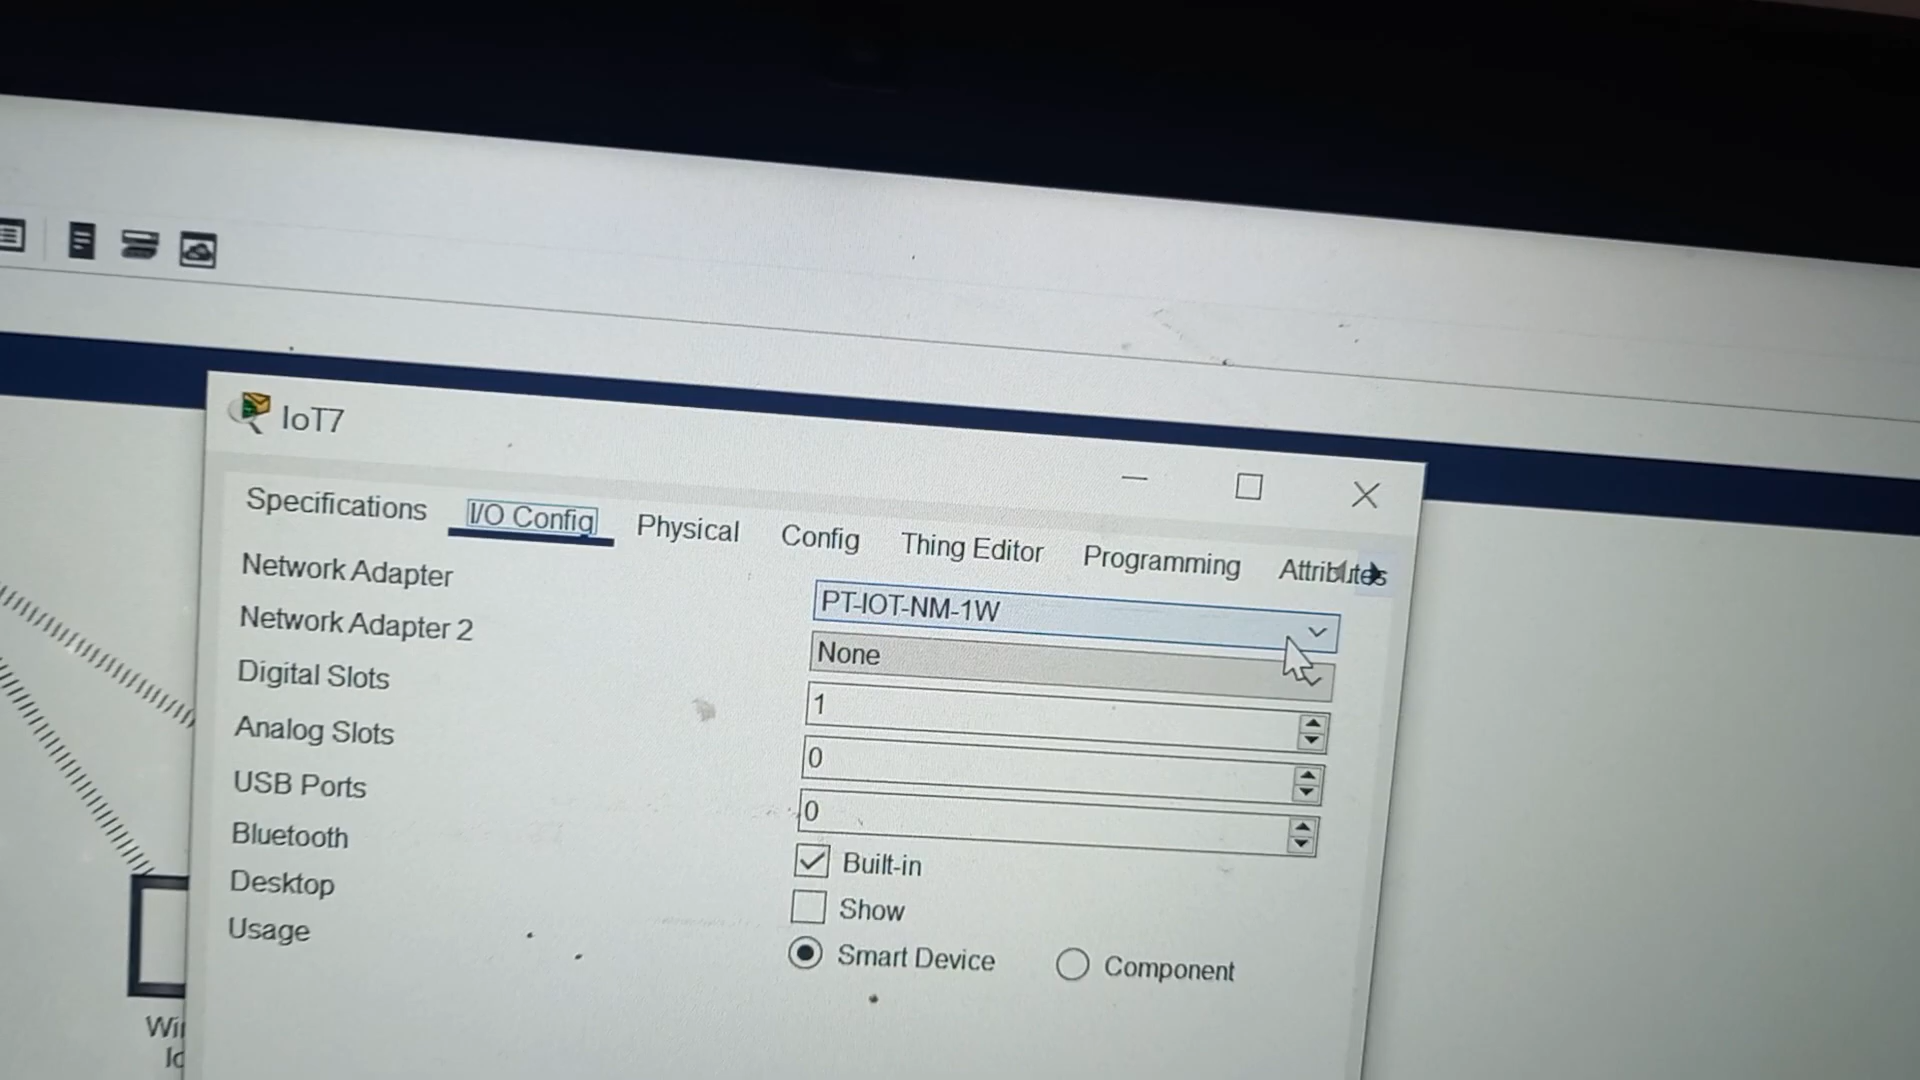 IoT7
Specifications I/O Config Physical Config Thing Editor Programming Attributes
Network Adapter PT-IOT-NM-1W
Network Adapter 2 None
Digital Slots 1
Analog Slots 0
USB Ports 0
Bluetooth Built-in
Desktop Show
Usage Smart Device Component